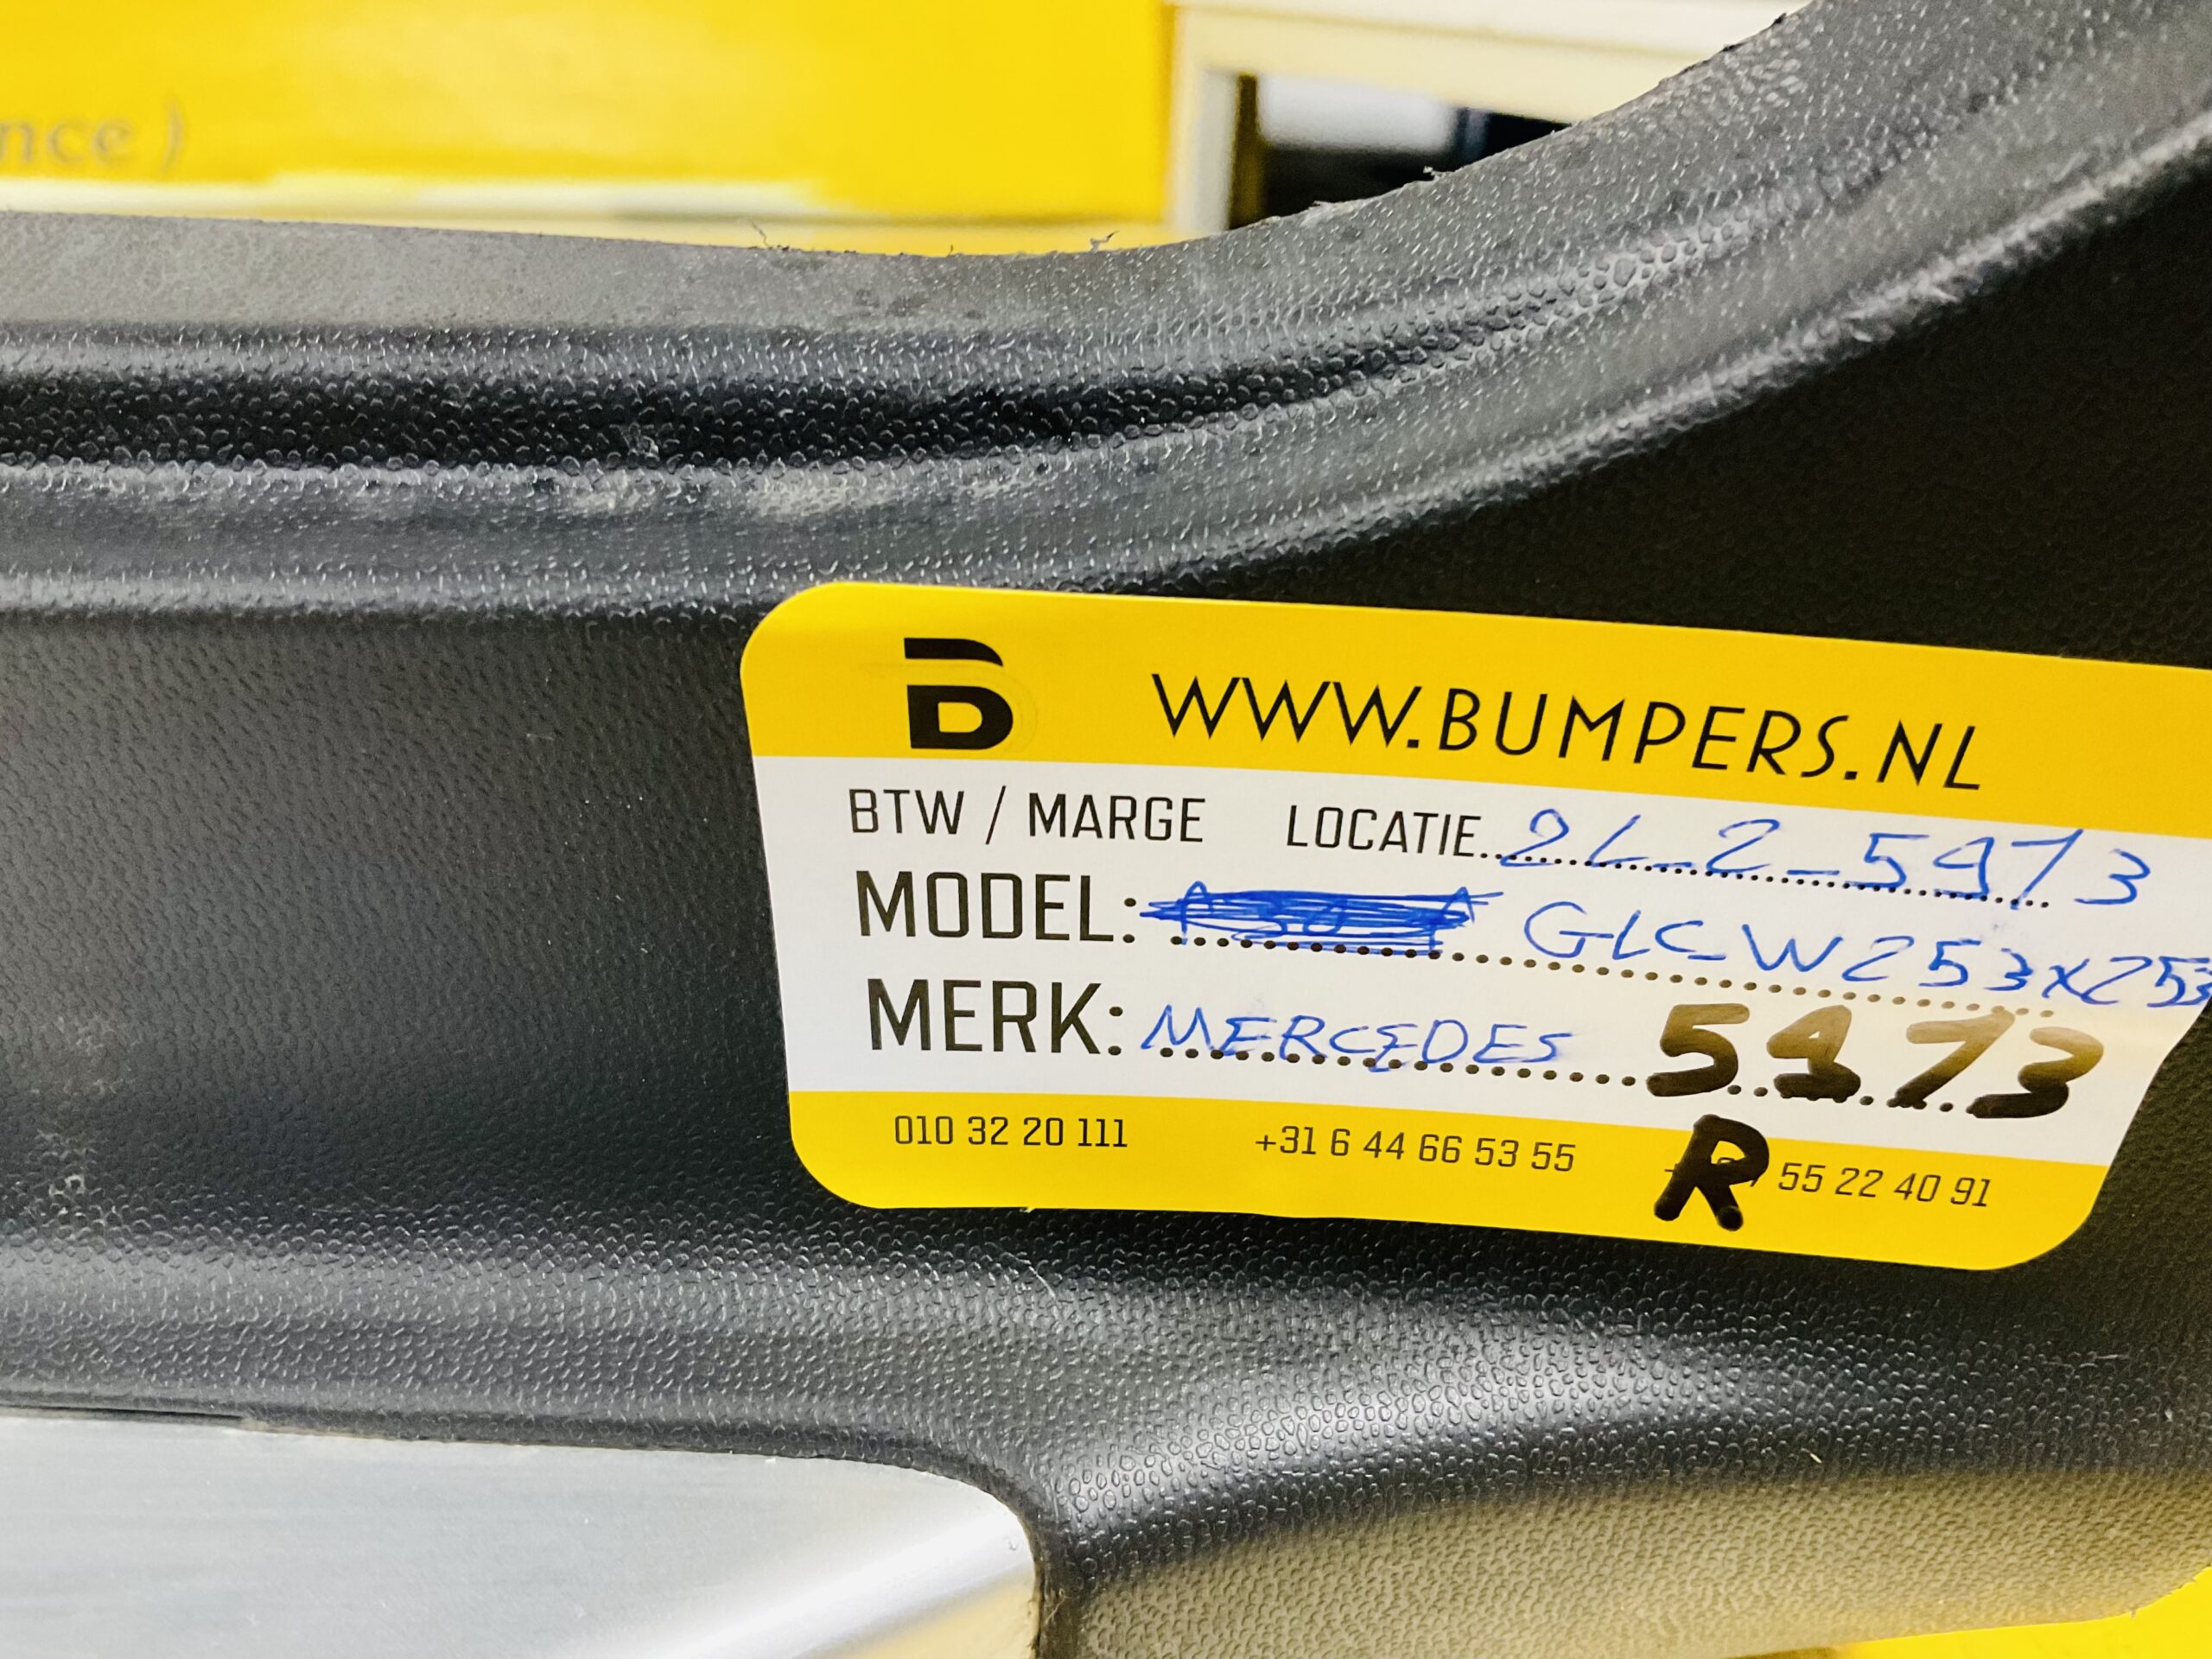 nce )
B WWW.BUMPERS.NL
BTW / MARGE LOCATIE 2L-2-5973
MODEL: GLC W253 X253
MERK: MERCEDES 5973
010 32 20 111 +31 6 44 66 53 55 R 55 22 40 91